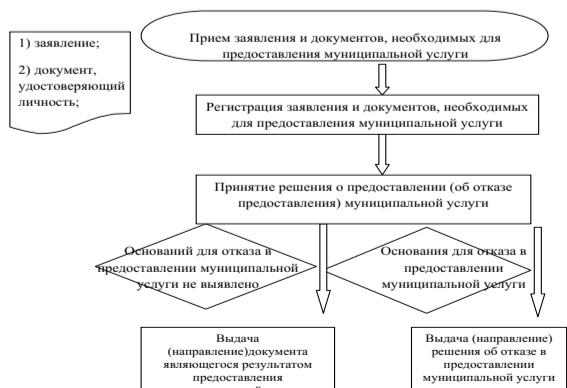 1) заявление;
2) документ,
удостоверяющий
личность;
Прием заявления и документов, необходимых для
предоставления муниципальной услуги
Регистрация заявления и документов, необходимых
для предоставления муниципальной услуги
Принятие решения о предоставлении (об отказе
предоставления) муниципальной услуги
Оснований для отказа в
предоставлении муниципальной
услуги не выявлено
Основания для отказа в
предоставлении
муниципальной услуги
Выдача
(направление)документа
являющегося результатом
предоставления
Выдача (направление)
решения об отказе в
предоставлении
муниципальной услуги